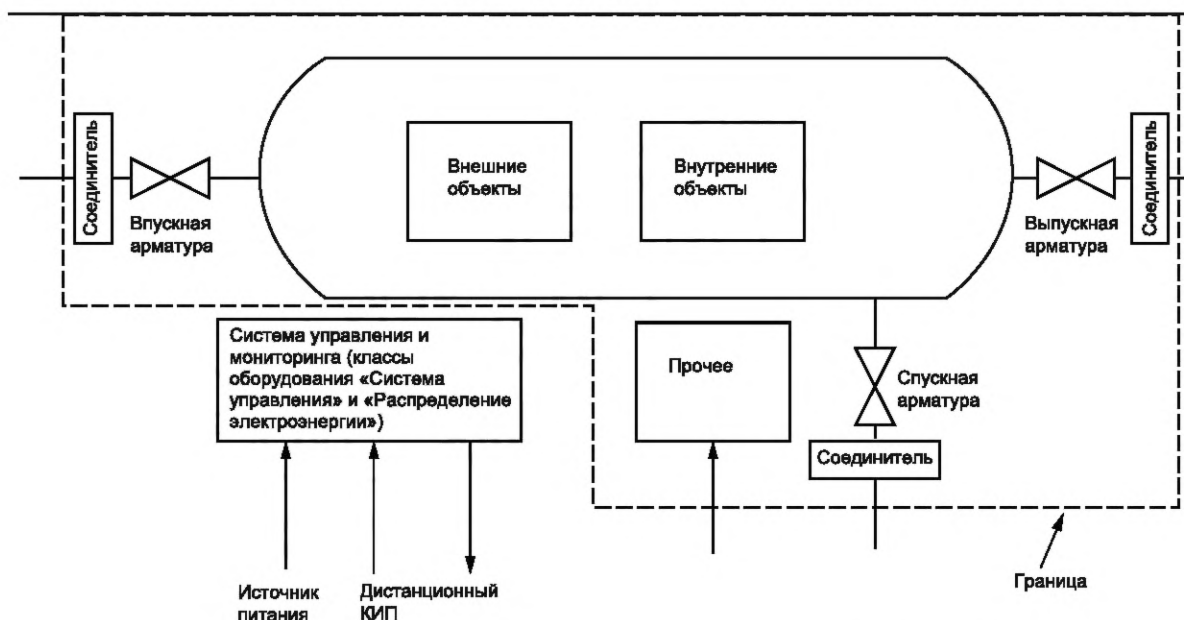 Соединитель
Впускная
арматура
Внешние
объекты
Внутренние
объекты
Выпускная
арматура
Соединитель
Система управления и
мониторинга (классы
оборудования «Система
управления» и «Распределение
электроэнергии»)
Прочее
Спускная
арматура
Соединитель
Источник
питания
Дистанционный
КИП
Граница